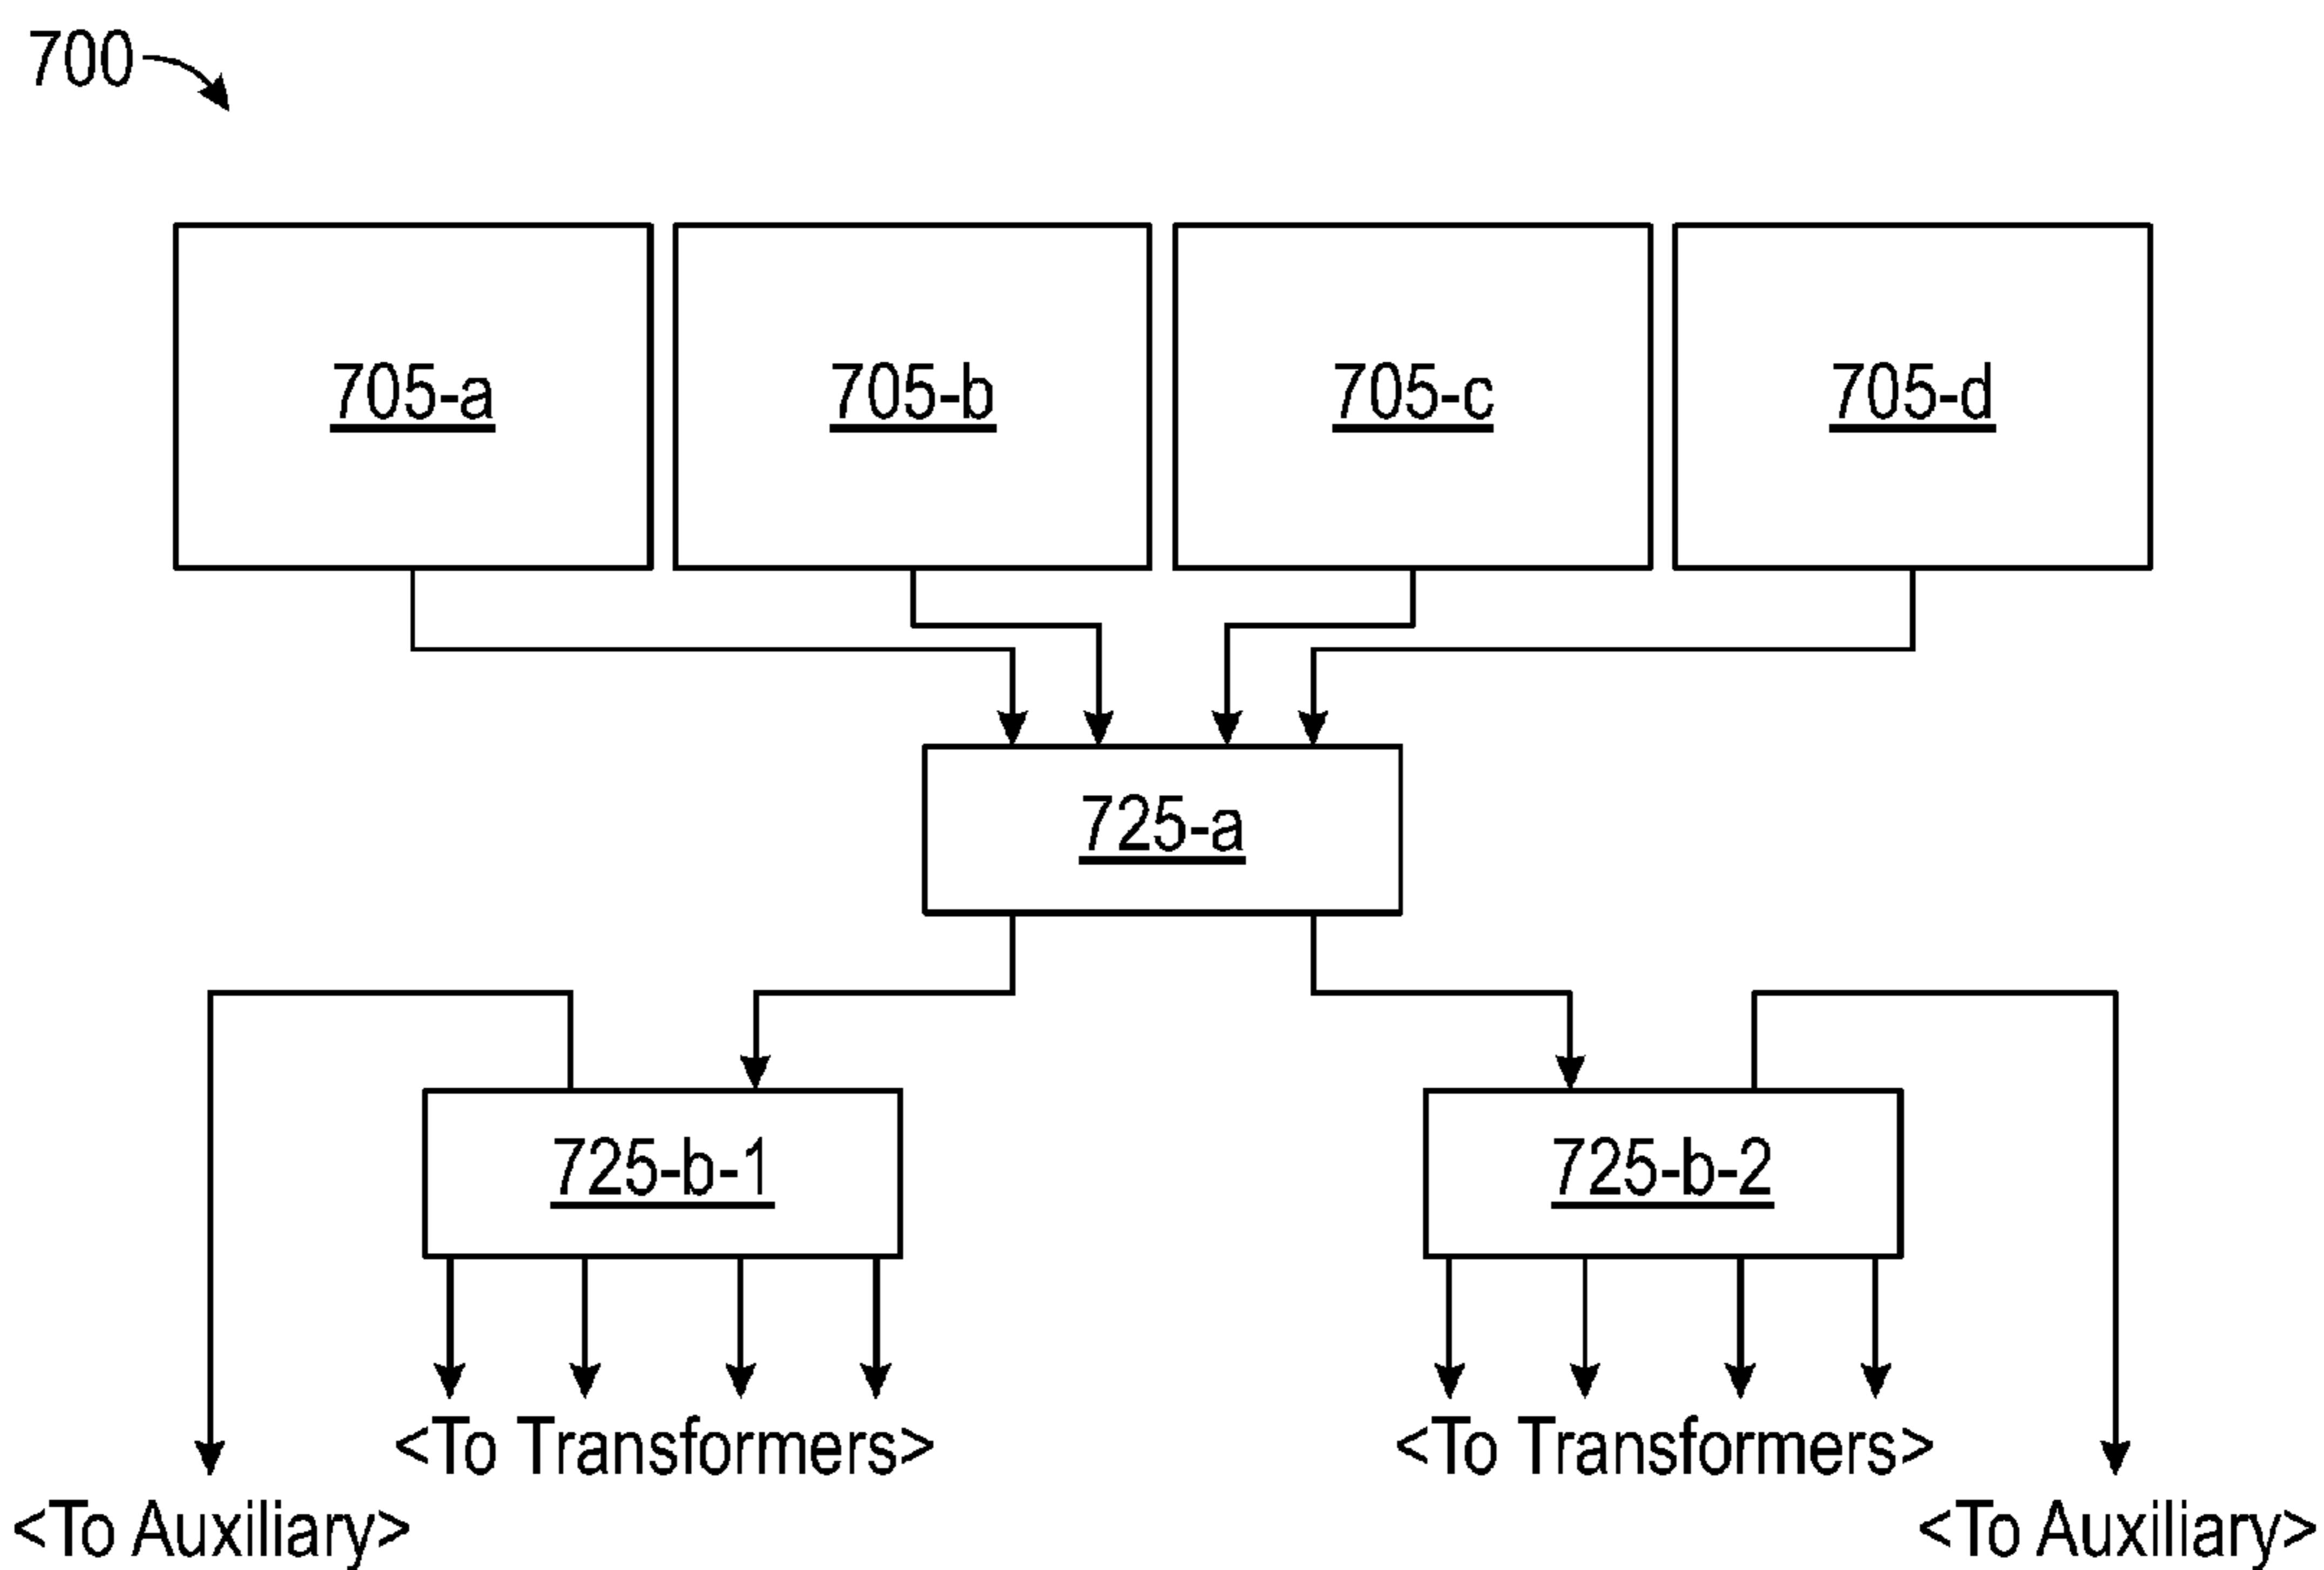 700
705-a 705-b 705-c 705-d
725-a
725-b-1 725-b-2
<To Transformers> <To Transformers>
<To Auxiliary> <To Auxiliary>